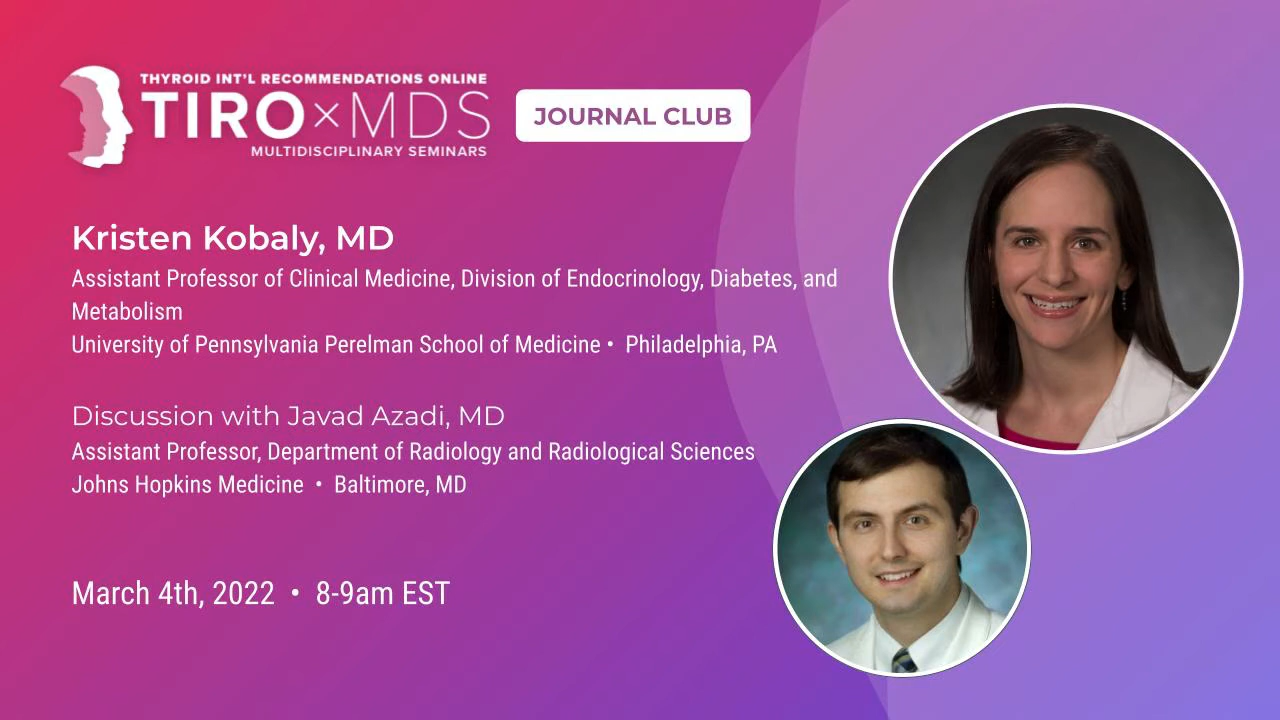 THYROID INT'L RECOMMENDATIONS ONLINE
TIRO×MDS
MULTIDISCIPLINARY SEMINARS
JOURNAL CLUB
Kristen Kobaly, MD
Assistant Professor of Clinical Medicine, Division of Endocrinology, Diabetes, and
Metabolism
University of Pennsylvania Perelman School of Medicine • Philadelphia, PA
Discussion with Javad Azadi, MD
Assistant Professor, Department of Radiology and Radiological Sciences
Johns Hopkins Medicine • Baltimore, MD
March 4th, 2022 • 8-9am EST